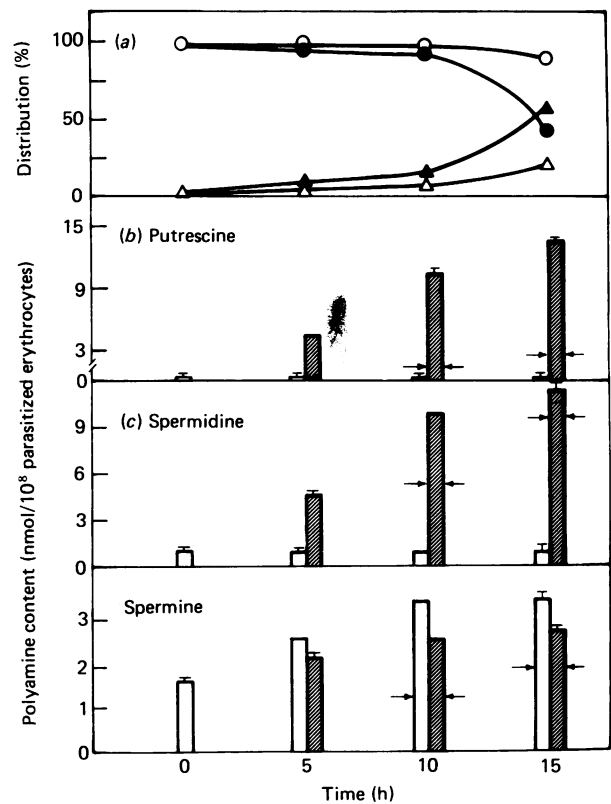 Distribution (%)
100
50
0
(a)
Polyamine content (nmol/10⁸ parasitized erythrocytes)
15
9
3
0
(b) Putrescine
9
6
3
0
(c) Spermidine
3
2
1
0
Spermine
0 5 10 15
Time (h)